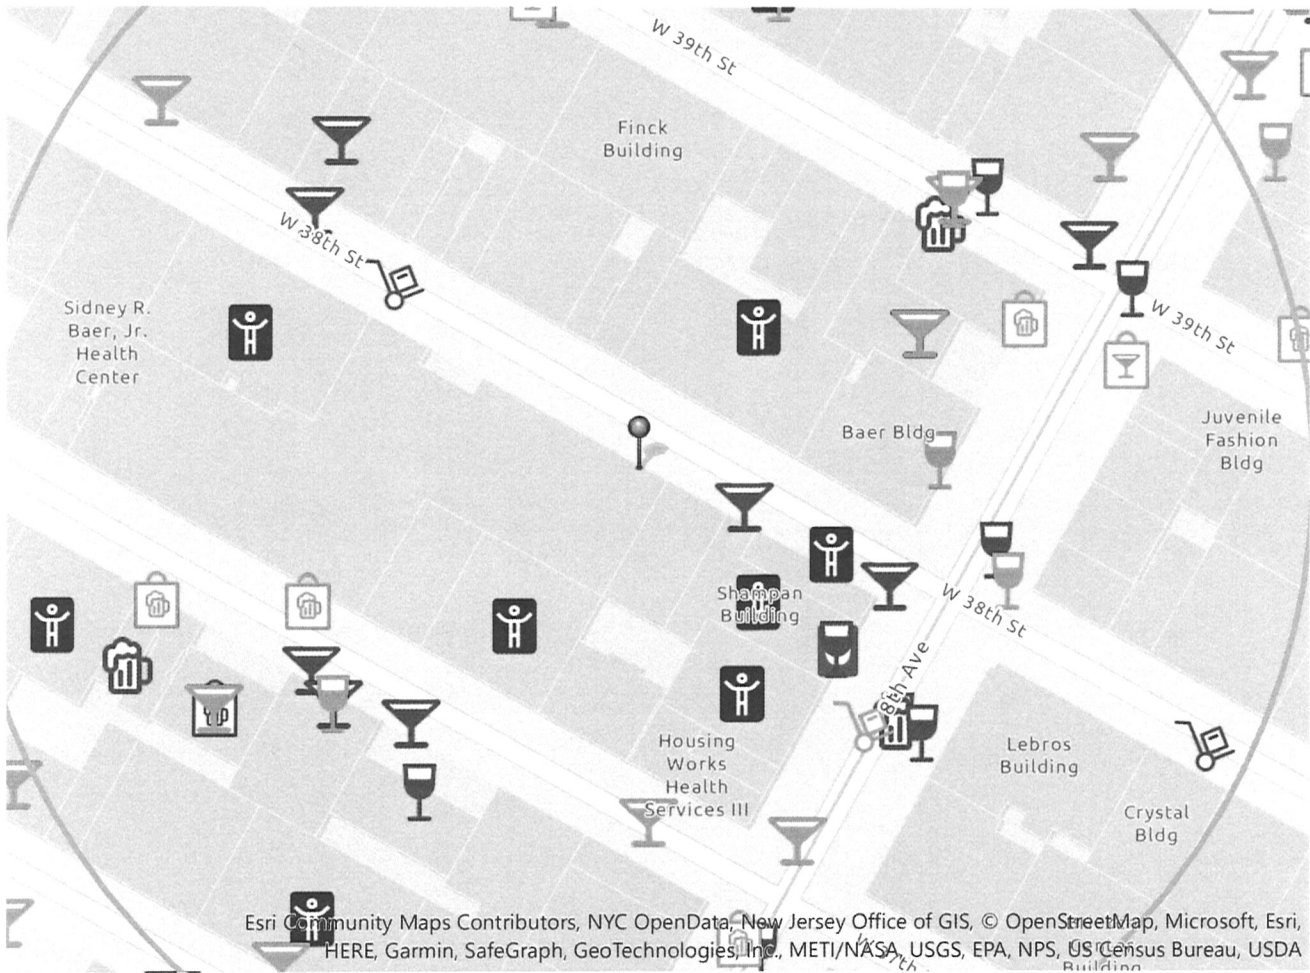 W 39th St
Finck
Building
W 38th St
Sidney R.
Baer, Jr.
Health
Center
W 39th St
Baer Bldg
Juvenile
Fashion
Bldg
Shampan
Building
W 38th St
8th Ave
Housing
Works
Health
Services III
Lebros
Building
Crystal
Bldg
Esri Community Maps Contributors, NYC OpenData, New Jersey Office of GIS, © OpenStreetMap, Microsoft, Esri,
HERE, Garmin, SafeGraph, GeoTechnologies, Inc., METI/NASA, USGS, EPA, NPS, US Census Bureau, USDA
Building